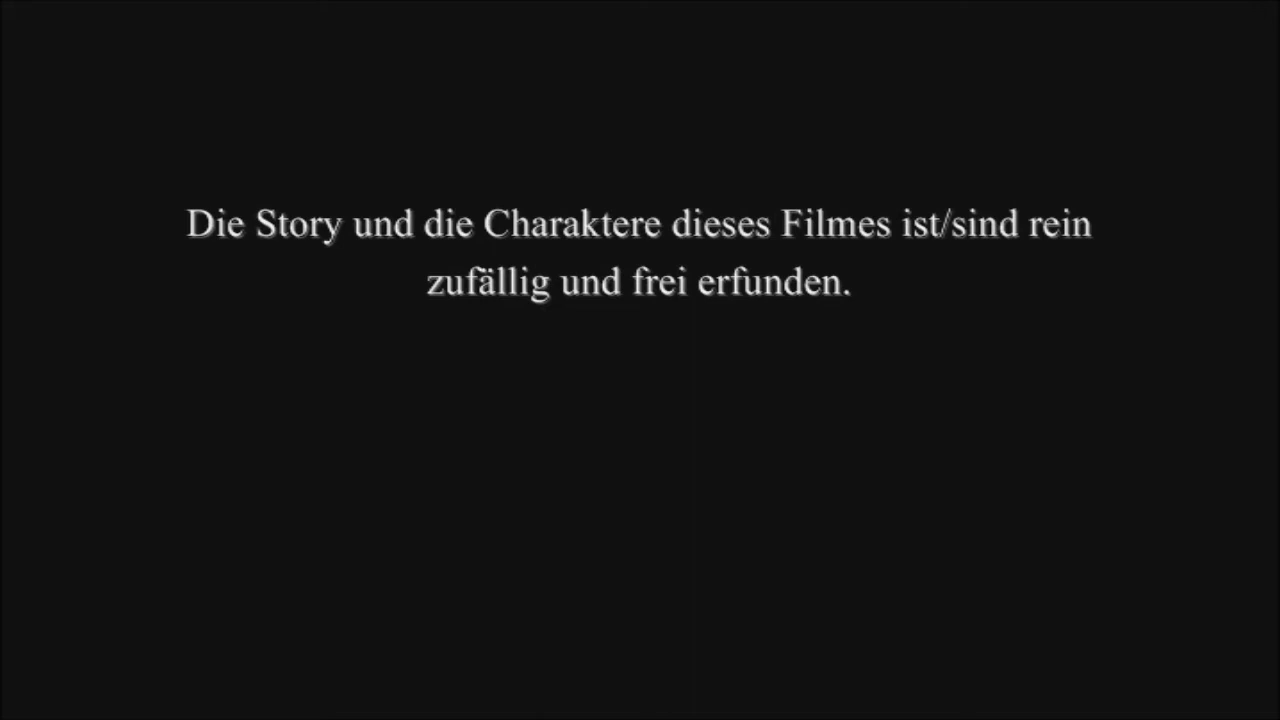 Die Story und die Charaktere dieses Filmes ist/sind rein
zufällig und frei erfunden.